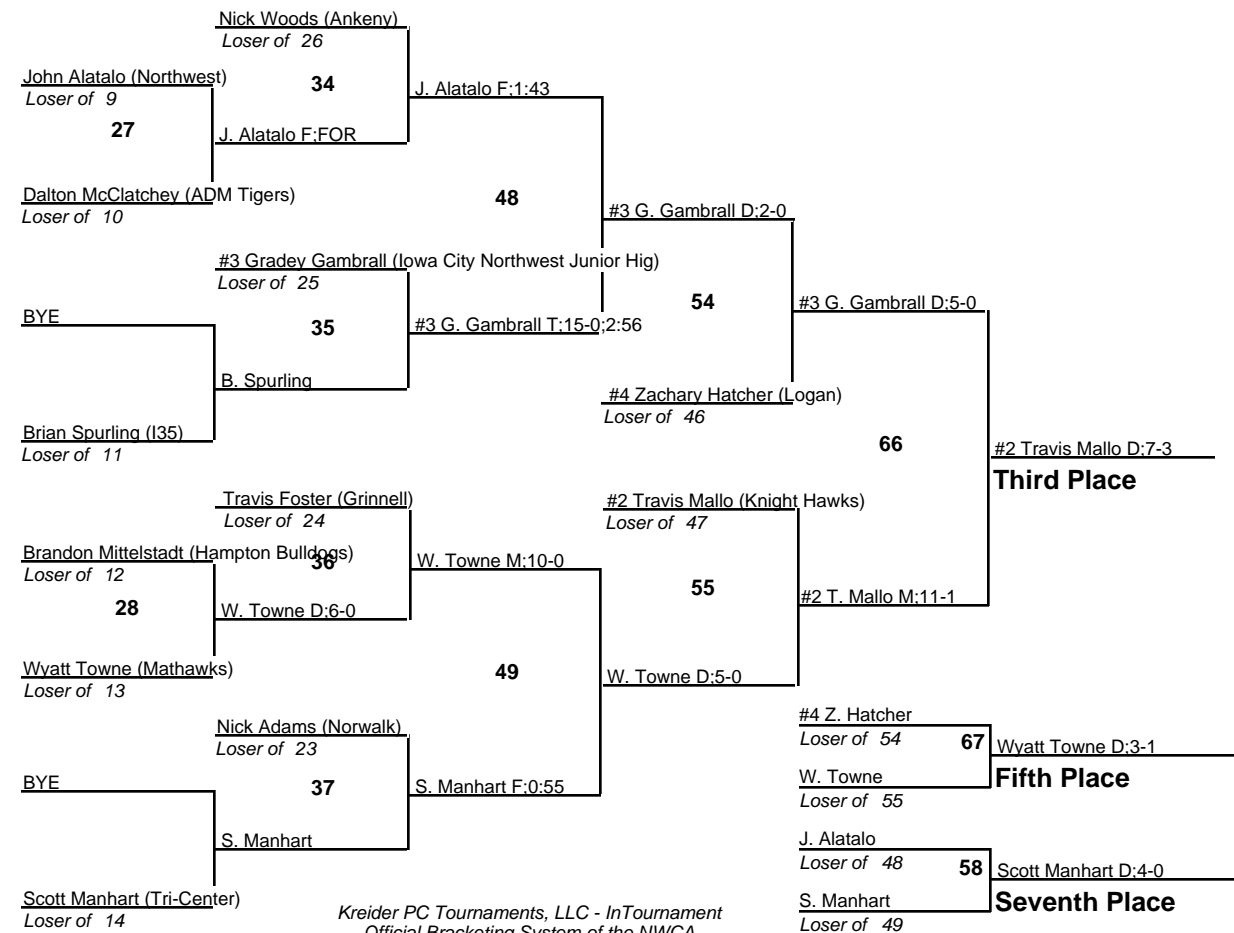 Nick Woods (Ankeny)
Loser of 26
John Alatalo (Northwest)
Loser of 9
34
J. Alatalo F;1:43
27
J. Alatalo F;FOR
Dalton McClatchey (ADM Tigers)
Loser of 10
48
#3 G. Gambrall D;2-0
#3 Gradey Gambrall (Iowa City Northwest Junior Hig)
Loser of 25
BYE
35
#3 G. Gambrall T;15-0;2:56
54
#3 G. Gambrall D;5-0
B. Spurling
#4 Zachary Hatcher (Logan)
Loser of 46
Brian Spurling (I35)
Loser of 11
66
#2 Travis Mallo D;7-3
Third Place
Travis Foster (Grinnell)
Loser of 24
#2 Travis Mallo (Knight Hawks)
Loser of 47
Brandon Mittelstadt (Hampton Bulldogs)
Loser of 12
36
W. Towne M;10-0
28
W. Towne D;6-0
55
#2 T. Mallo M;11-1
Wyatt Towne (Mathawks)
Loser of 13
49
W. Towne D;5-0
Nick Adams (Norwalk)
Loser of 23
#4 Z. Hatcher
Loser of 54
67
Wyatt Towne D;3-1
Fifth Place
W. Towne
Loser of 55
BYE
37
S. Manhart F;0:55
S. Manhart
J. Alatalo
Loser of 48
58
Scott Manhart D;4-0
Seventh Place
S. Manhart
Loser of 49
Scott Manhart (Tri-Center)
Loser of 14
Kreider PC Tournaments, LLC - InTournament
Official Bracketing System of the NWCA